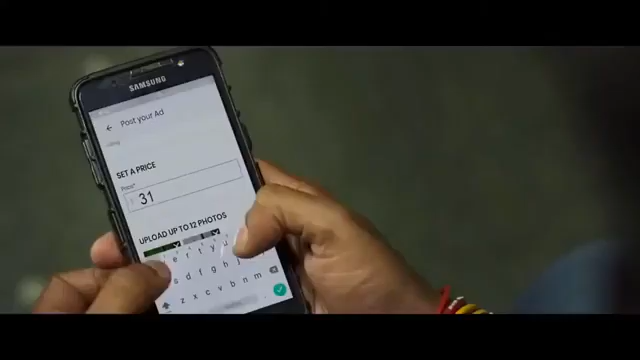 SAMSUNG
← Post your Ad
SET A PRICE
Price*
31
UPLOAD UP TO 12 PHOTOS
e r t y u
s d f g h j
z x c v b n m